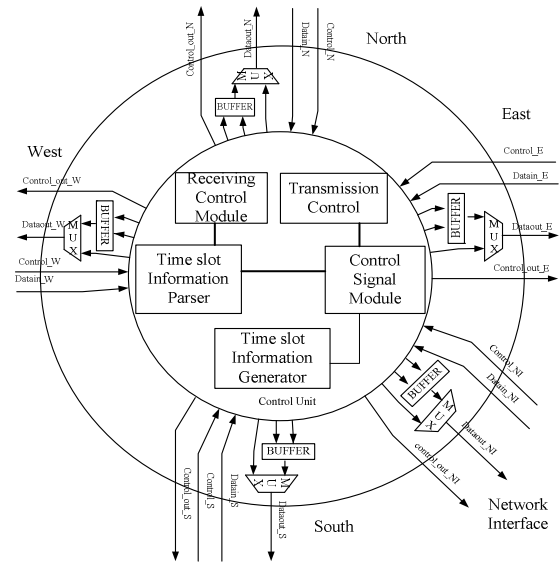 North
Control_out_N
Dataout_N
Datain_N
Control_N
MUX
BUFFER
East
Control_E
Datain_E
BUFFER
MUX
Dataout_E
Control_out_E
West
Control_out_W
Dataout_W
Control_W
Datain_W
MUX
BUFFER
Receiving
Control
Module
Transmission
Control
Time slot
Information
Parser
Control
Signal
Module
Time slot
Information
Generator
Control Unit
Control_NI
Datain_NI
BUFFER
MUX
Dataout_NI
control_out_NI
Network
Interface
BUFFER
MUX
Control_out_S
Control_S
Datain_S
Dataout_S
South